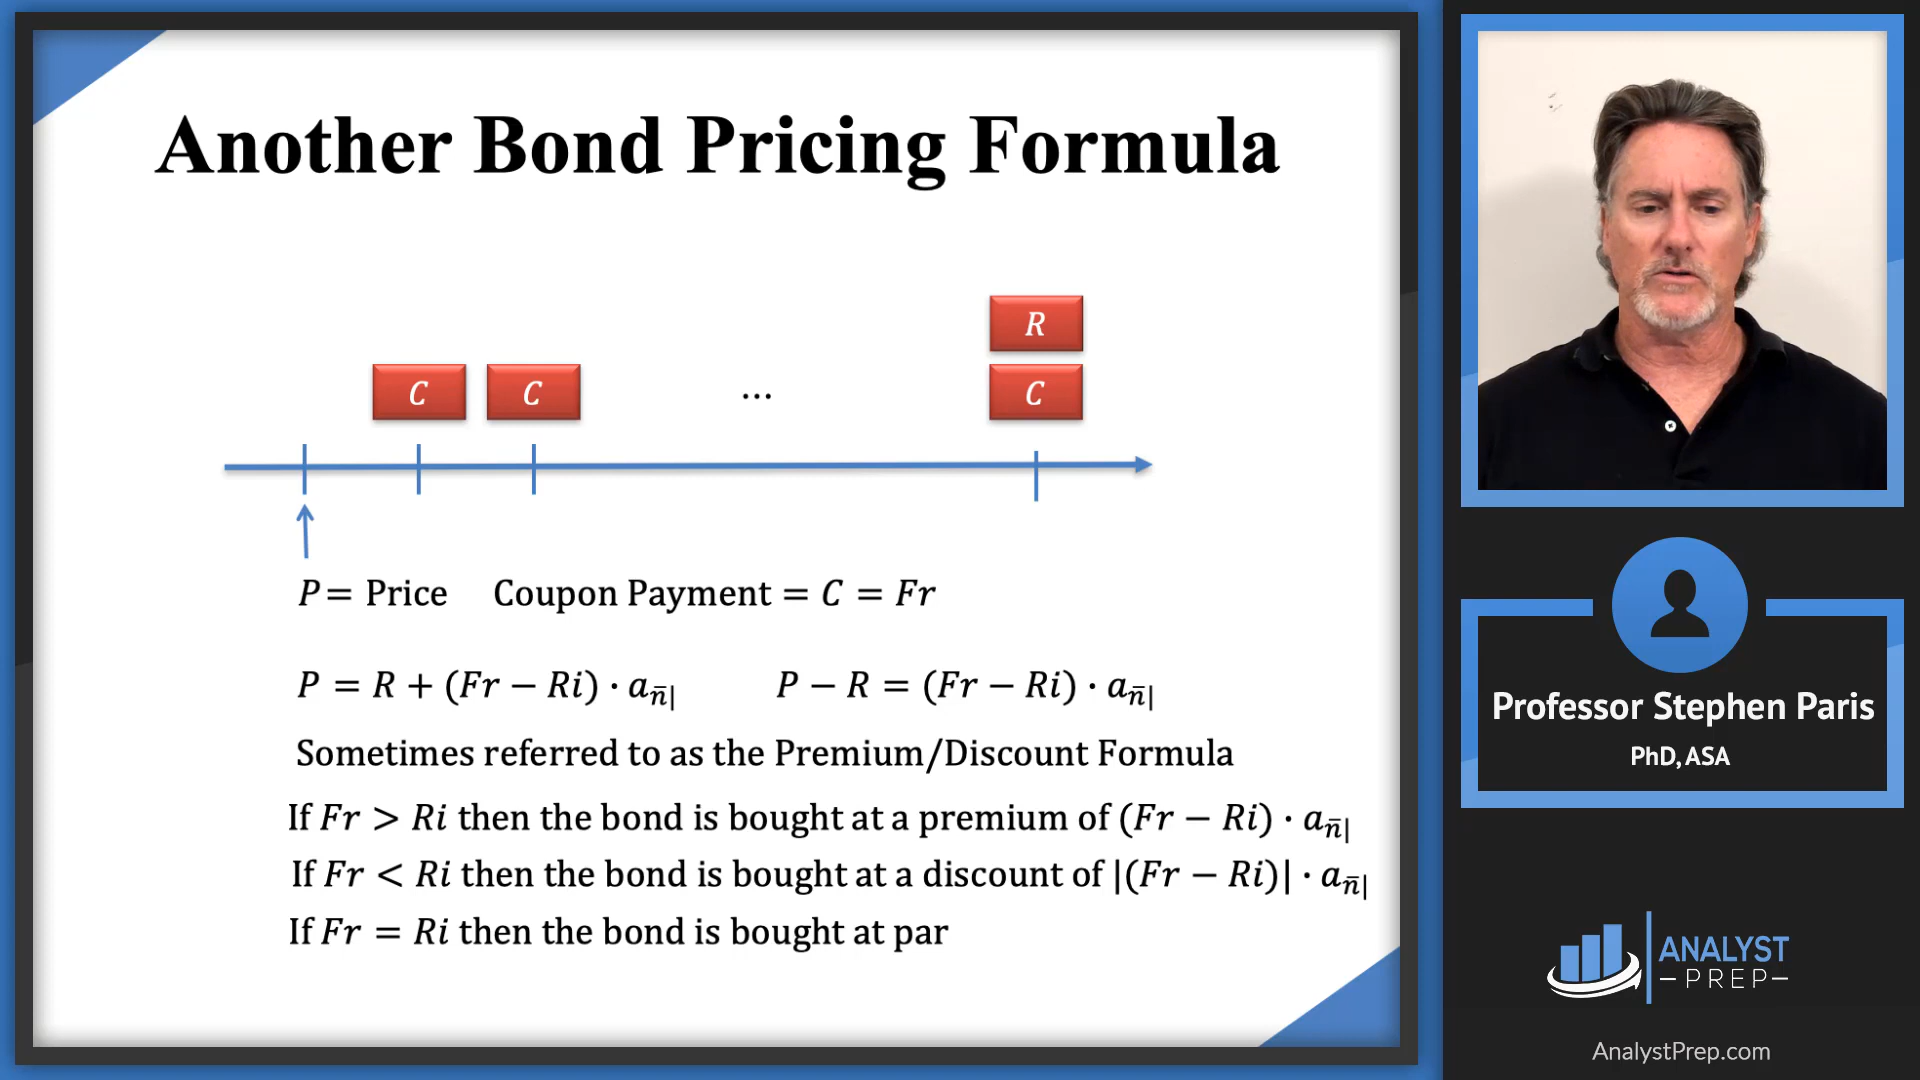 Another Bond Pricing Formula
R
C C ... C
P = Price Coupon Payment = C = Fr
P = R + (Fr − Ri) · a_n̅| P − R = (Fr − Ri) · a_n̅|
Sometimes referred to as the Premium/Discount Formula
If Fr > Ri then the bond is bought at a premium of (Fr − Ri) · a_n̅|
If Fr < Ri then the bond is bought at a discount of |(Fr − Ri)| · a_n̅|
If Fr = Ri then the bond is bought at par
Professor Stephen Paris
PhD, ASA
ANALYST
–PREP–
AnalystPrep.com